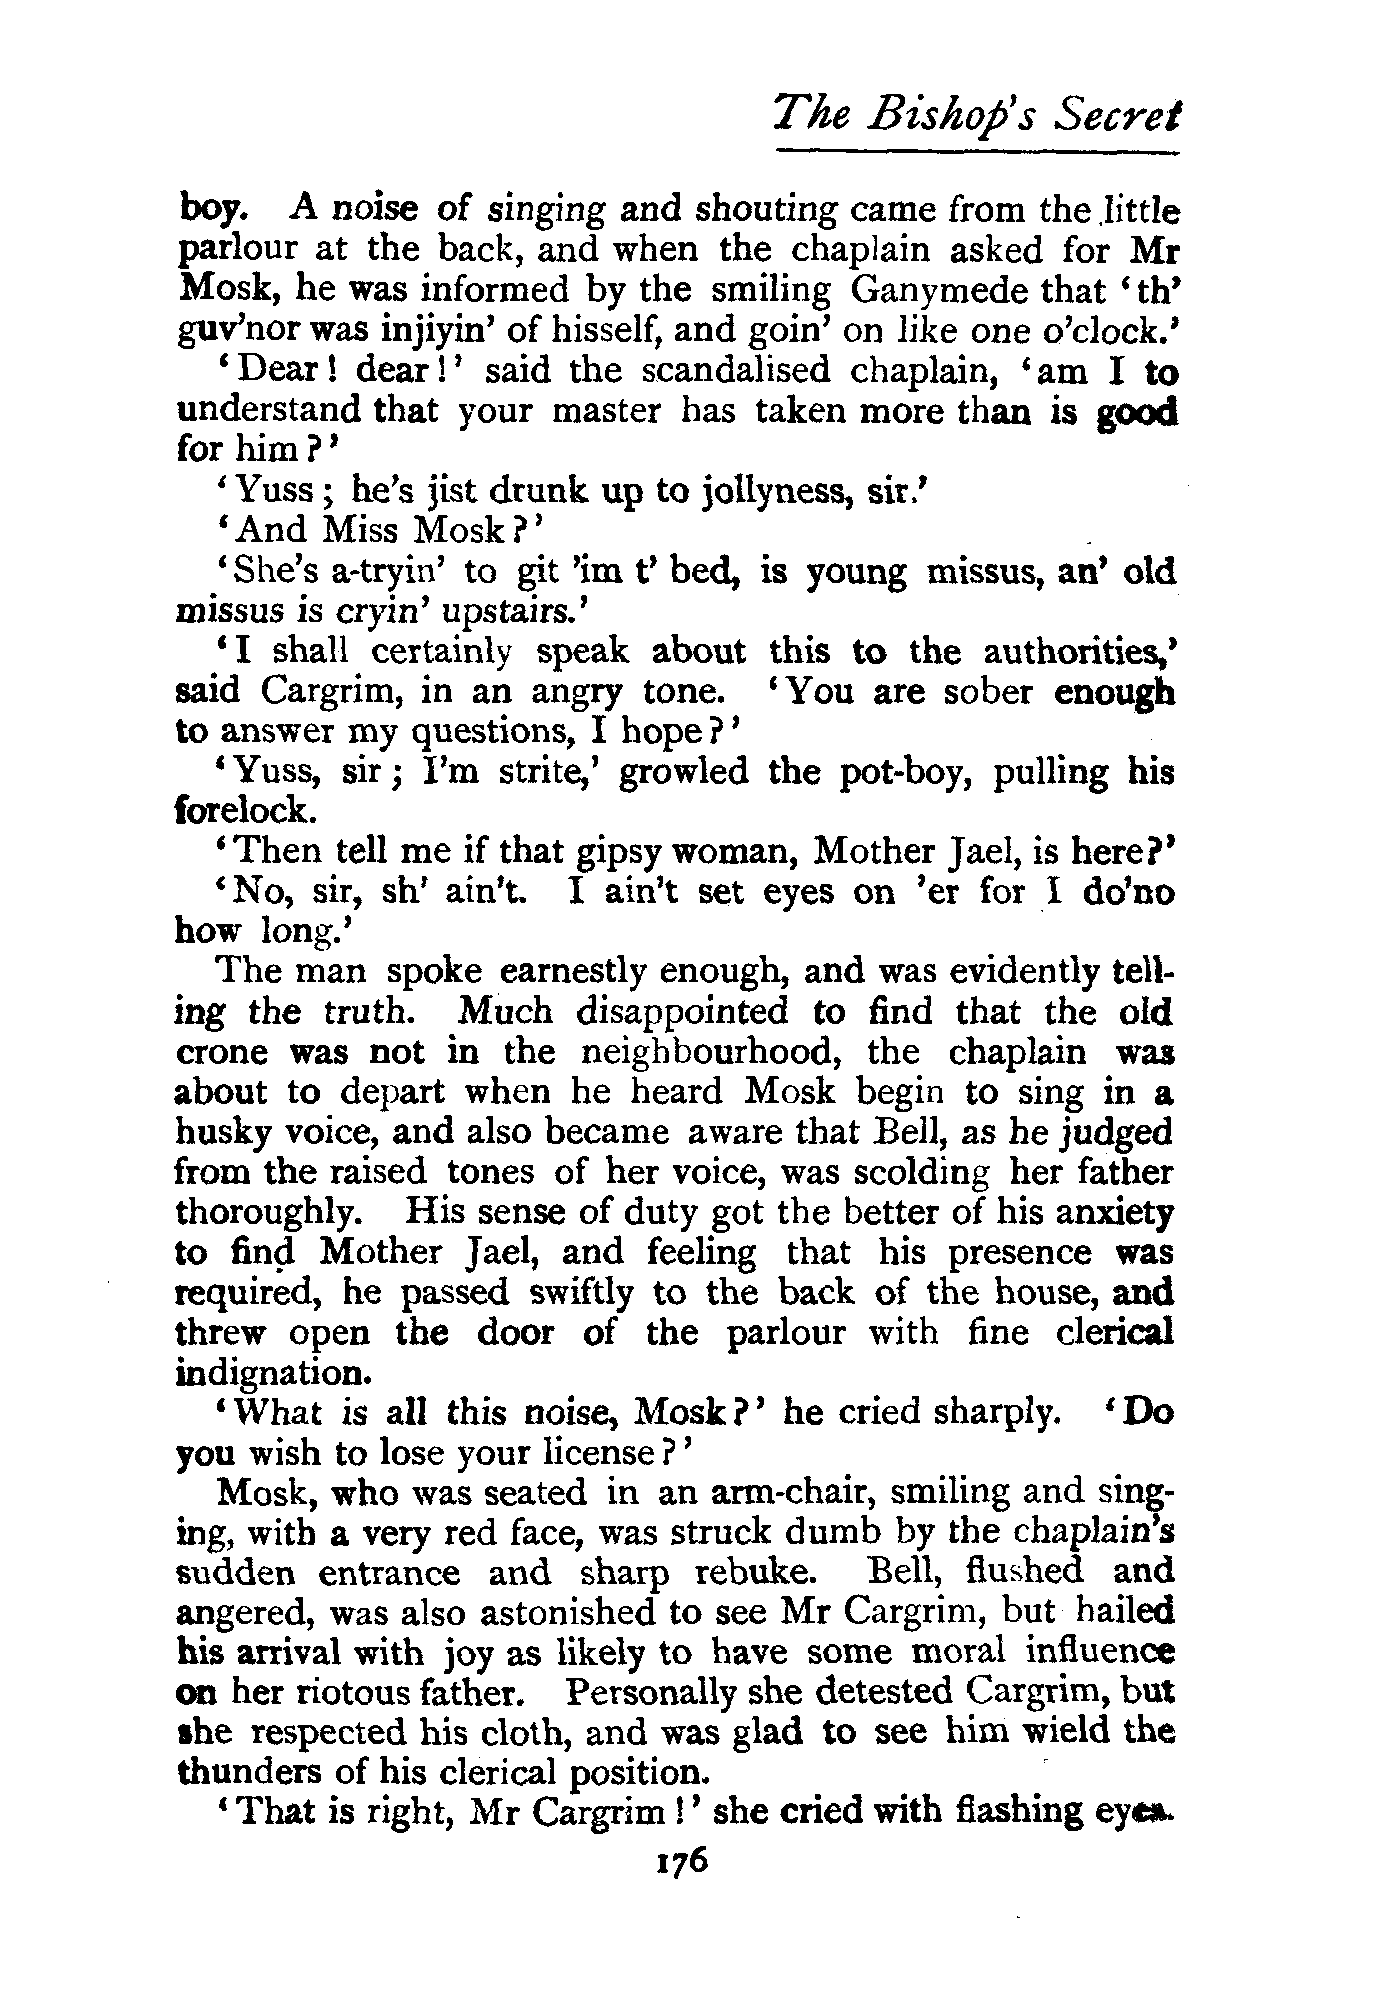 The Bishop's Secret
boy. A noise of singing and shouting came from the little
parlour at the back, and when the chaplain asked for Mr
Mosk, he was informed by the smiling Ganymede that ‘th’
guv’nor was injiyin’ of hisself, and goin’ on like one o’clock.’
‘Dear! dear!’ said the scandalised chaplain, ‘am I to
understand that your master has taken more than is good
for him?’
‘Yuss; he’s jist drunk up to jollyness, sir.’
‘And Miss Mosk?’
‘She’s a-tryin’ to git ’im t’ bed, is young missus, an’ old
missus is cryin’ upstairs.’
‘I shall certainly speak about this to the authorities,’
said Cargrim, in an angry tone. ‘You are sober enough
to answer my questions, I hope?’
‘Yuss, sir; I’m strite,’ growled the pot-boy, pulling his
forelock.
‘Then tell me if that gipsy woman, Mother Jael, is here?’
‘No, sir, sh’ ain’t. I ain’t set eyes on ’er for I do’no
how long.’
The man spoke earnestly enough, and was evidently tell-
ing the truth. Much disappointed to find that the old
crone was not in the neighbourhood, the chaplain was
about to depart when he heard Mosk begin to sing in a
husky voice, and also became aware that Bell, as he judged
from the raised tones of her voice, was scolding her father
thoroughly. His sense of duty got the better of his anxiety
to find Mother Jael, and feeling that his presence was
required, he passed swiftly to the back of the house, and
threw open the door of the parlour with fine clerical
indignation.
‘What is all this noise, Mosk?’ he cried sharply. ‘Do
you wish to lose your license?’
Mosk, who was seated in an arm-chair, smiling and sing-
ing, with a very red face, was struck dumb by the chaplain’s
sudden entrance and sharp rebuke. Bell, flushed and
angered, was also astonished to see Mr Cargrim, but hailed
his arrival with joy as likely to have some moral influence
on her riotous father. Personally she detested Cargrim, but
she respected his cloth, and was glad to see him wield the
thunders of his clerical position.
‘That is right, Mr Cargrim!’ she cried with flashing eyes.
176